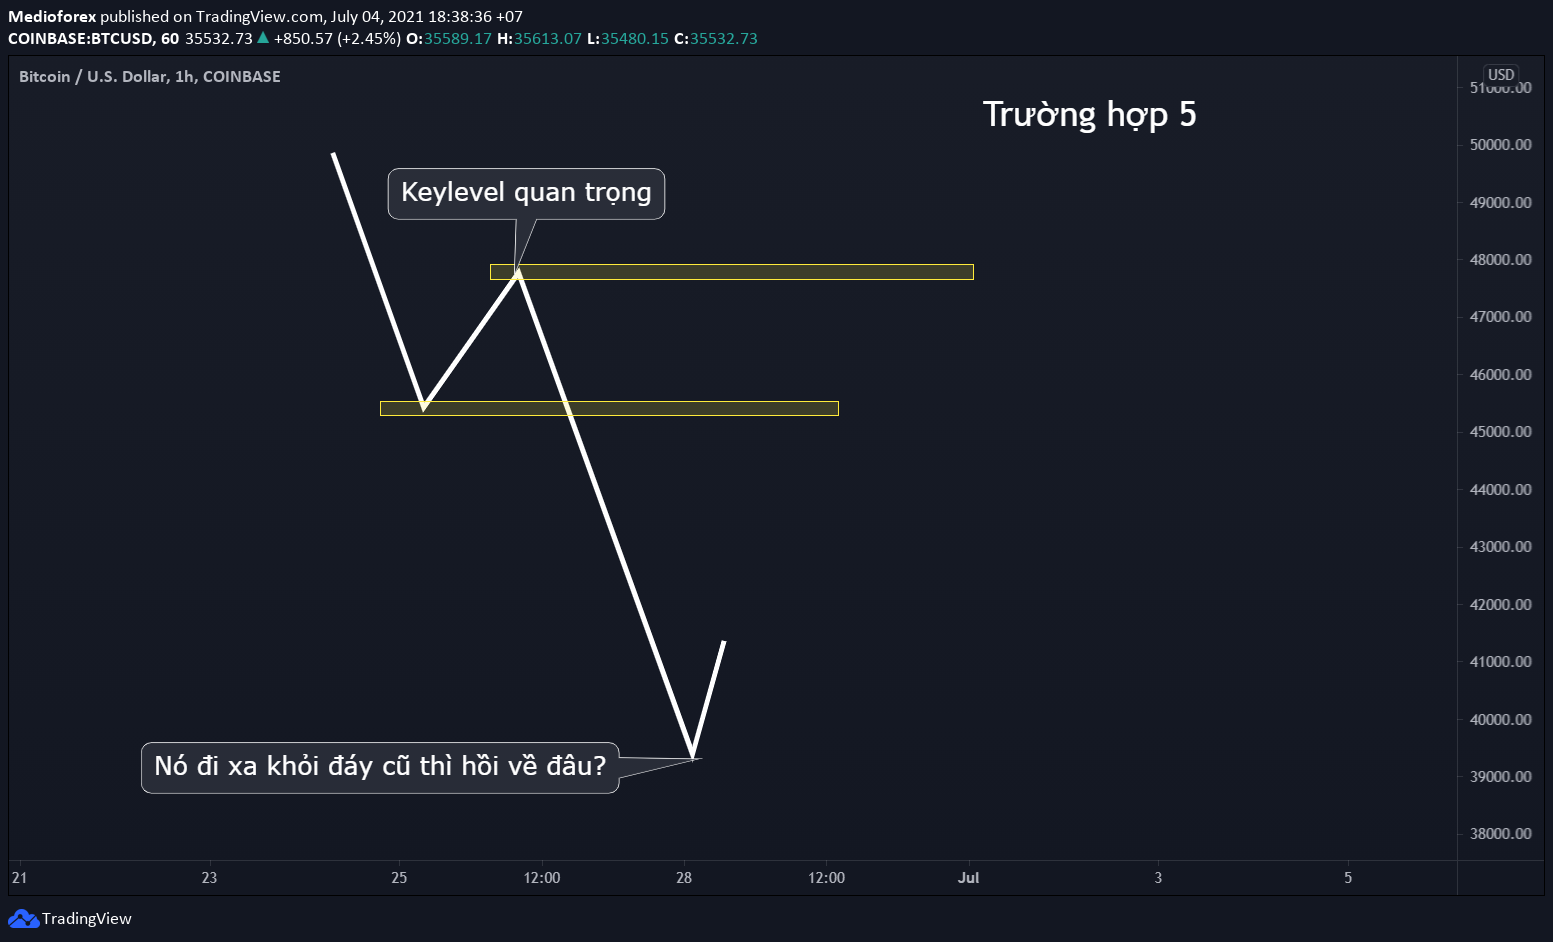 Medioforex published on TradingView.com, July 04, 2021 18:38:36 +07
COINBASE:BTCUSD, 60 35532.73 ▲ +850.57 (+2.45%) O:35589.17 H:35613.07 L:35480.15 C:35532.73
Bitcoin / U.S. Dollar, 1h, COINBASE
USD
51000.00
Trường hợp 5
50000.00
Keylevel quan trọng
49000.00
48000.00
47000.00
46000.00
45000.00
44000.00
43000.00
42000.00
41000.00
40000.00
Nó đi xa khỏi đáy cũ thì hồi về đâu?
39000.00
38000.00
21 23 25 12:00 28 12:00 Jul 3 5
TradingView